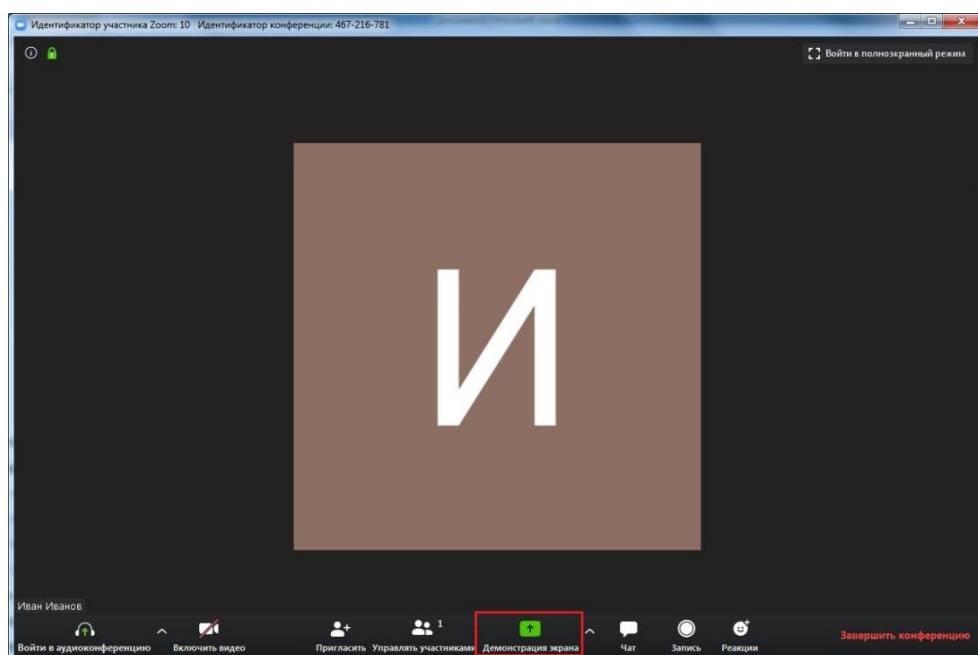 Идентификатор участника Zoom: 10 Идентификатор конференции: 467-216-781
Войти в полноэкранный режим
И
Иван Иванов
1
Войти в аудиоконференцию Включить видео Пригласить Управлять участниками Демонстрация экрана Чат Запись Реакции Завершить конференцию